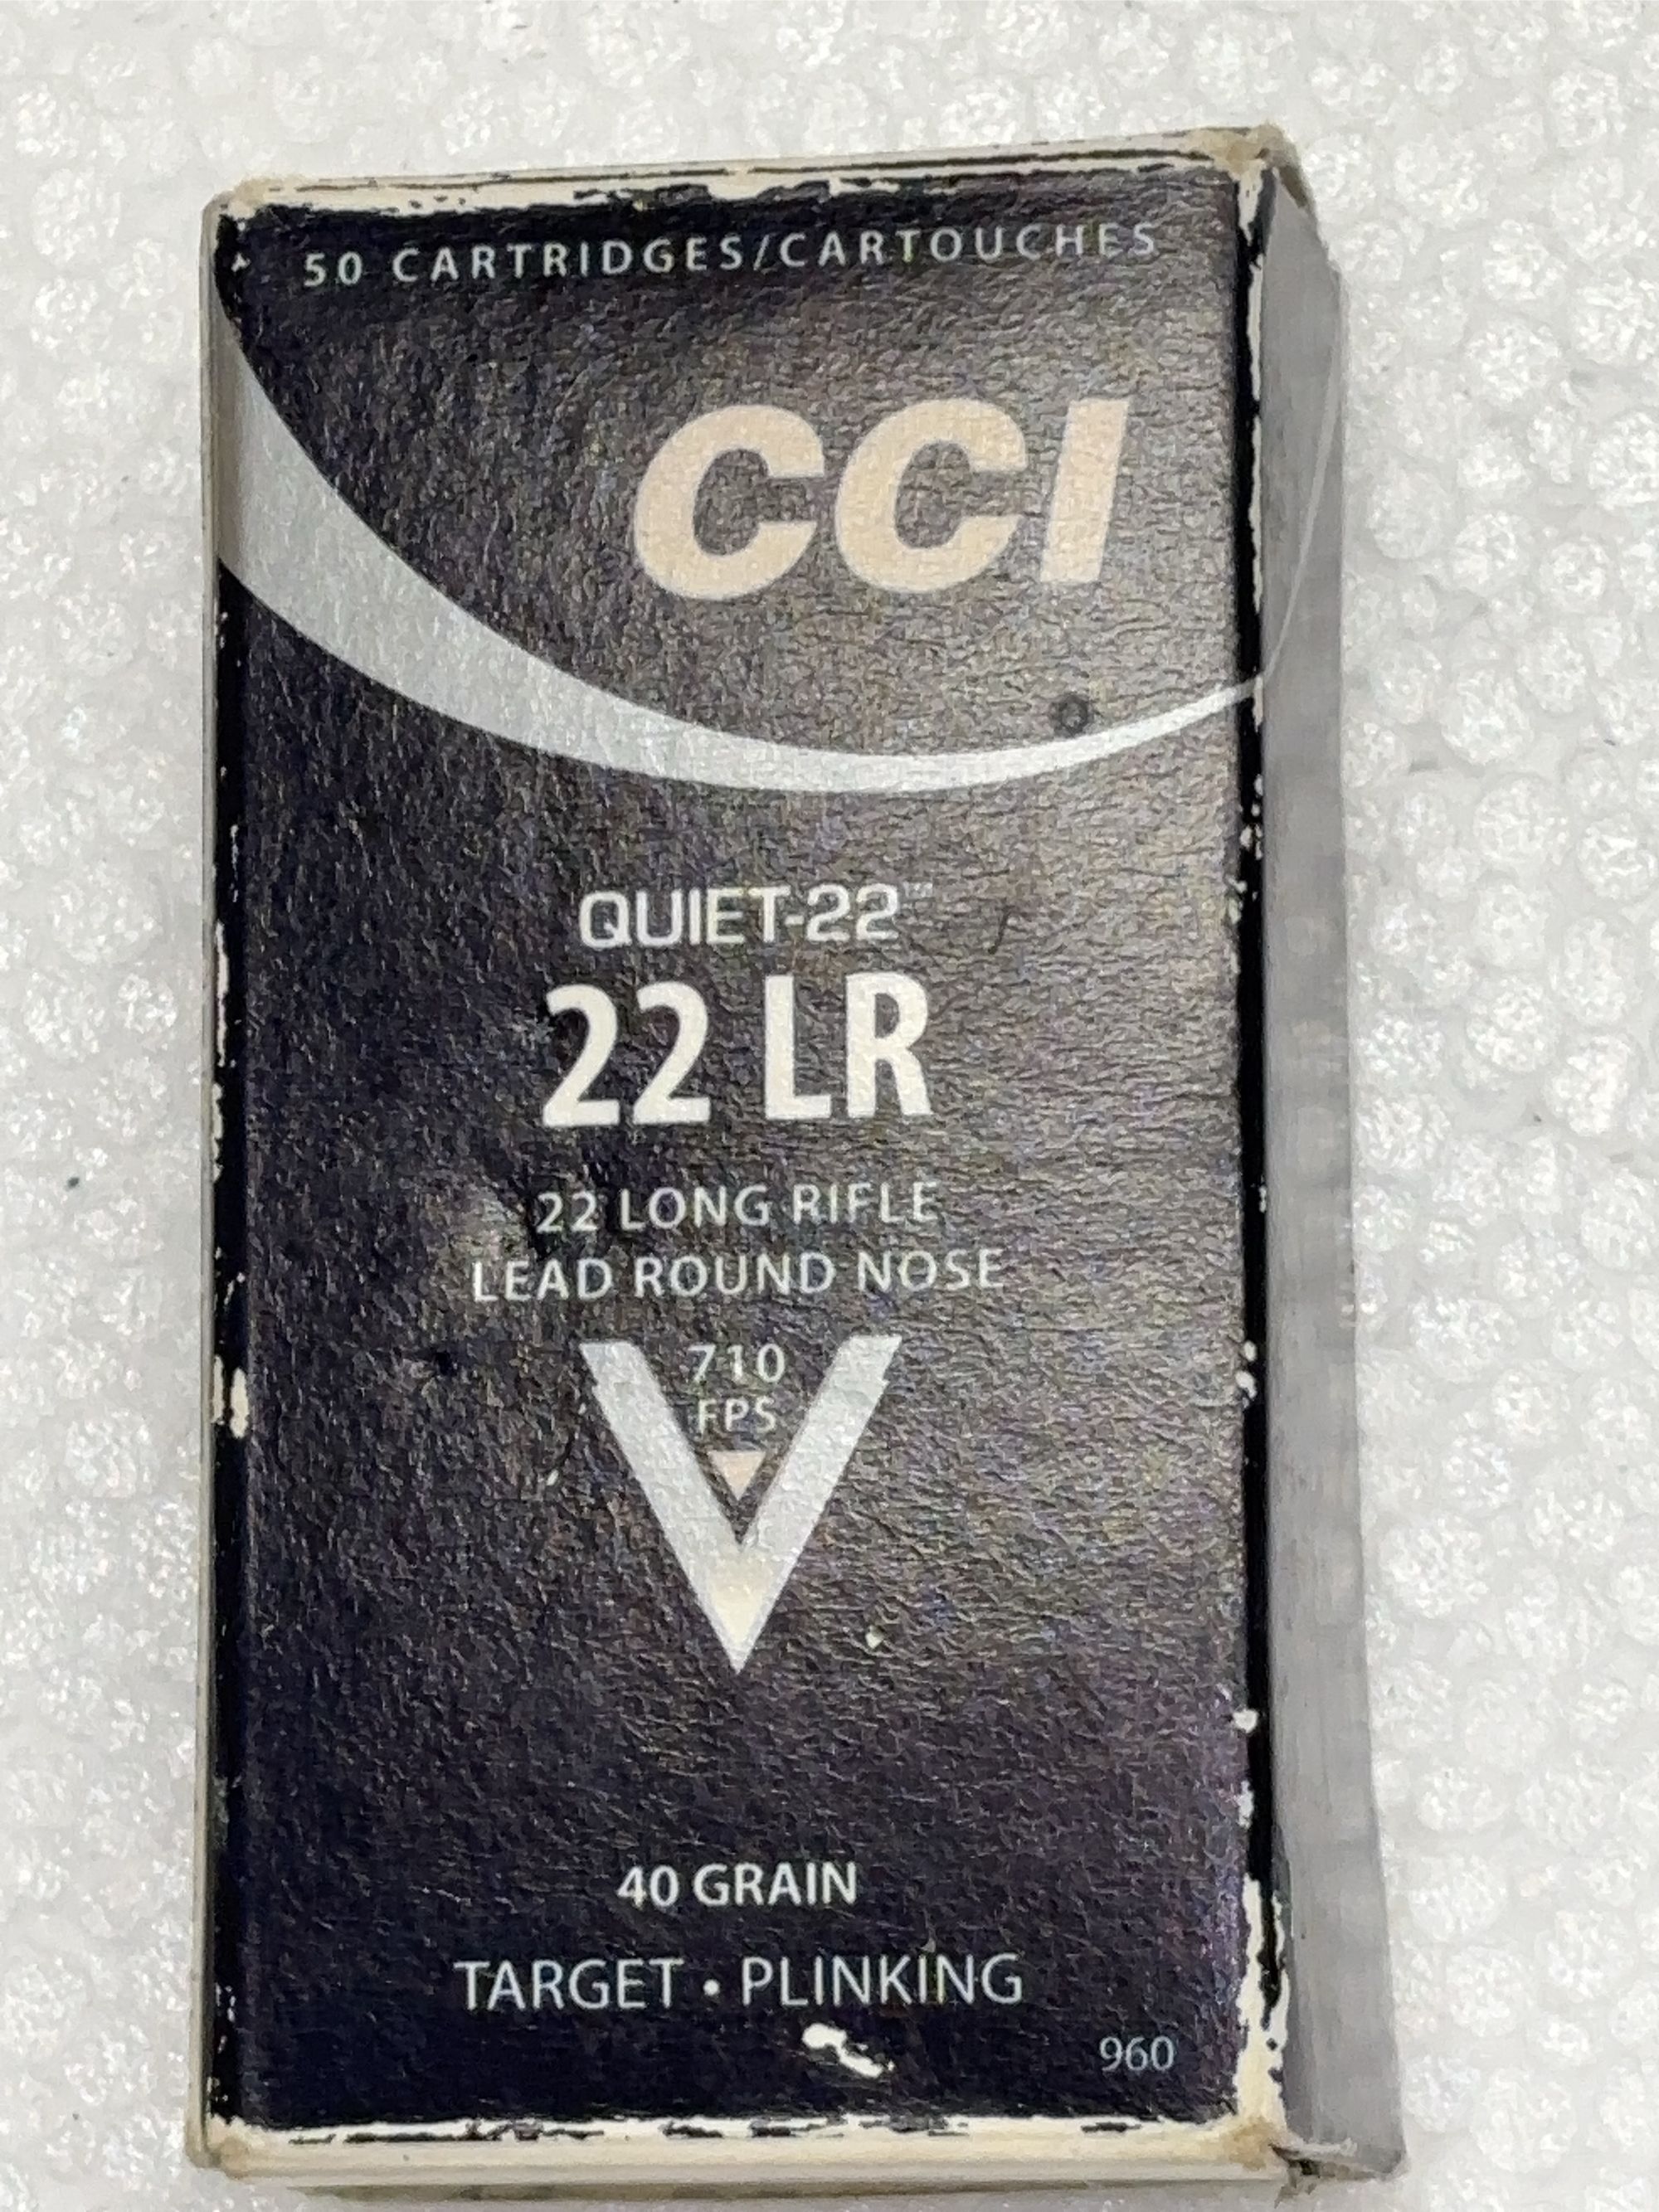 50 CARTRIDGES/CARTOUCHES
CCI
QUIET-22™
22 LR
22 LONG RIFLE
LEAD ROUND NOSE
710
FPS
40 GRAIN
TARGET • PLINKING
960